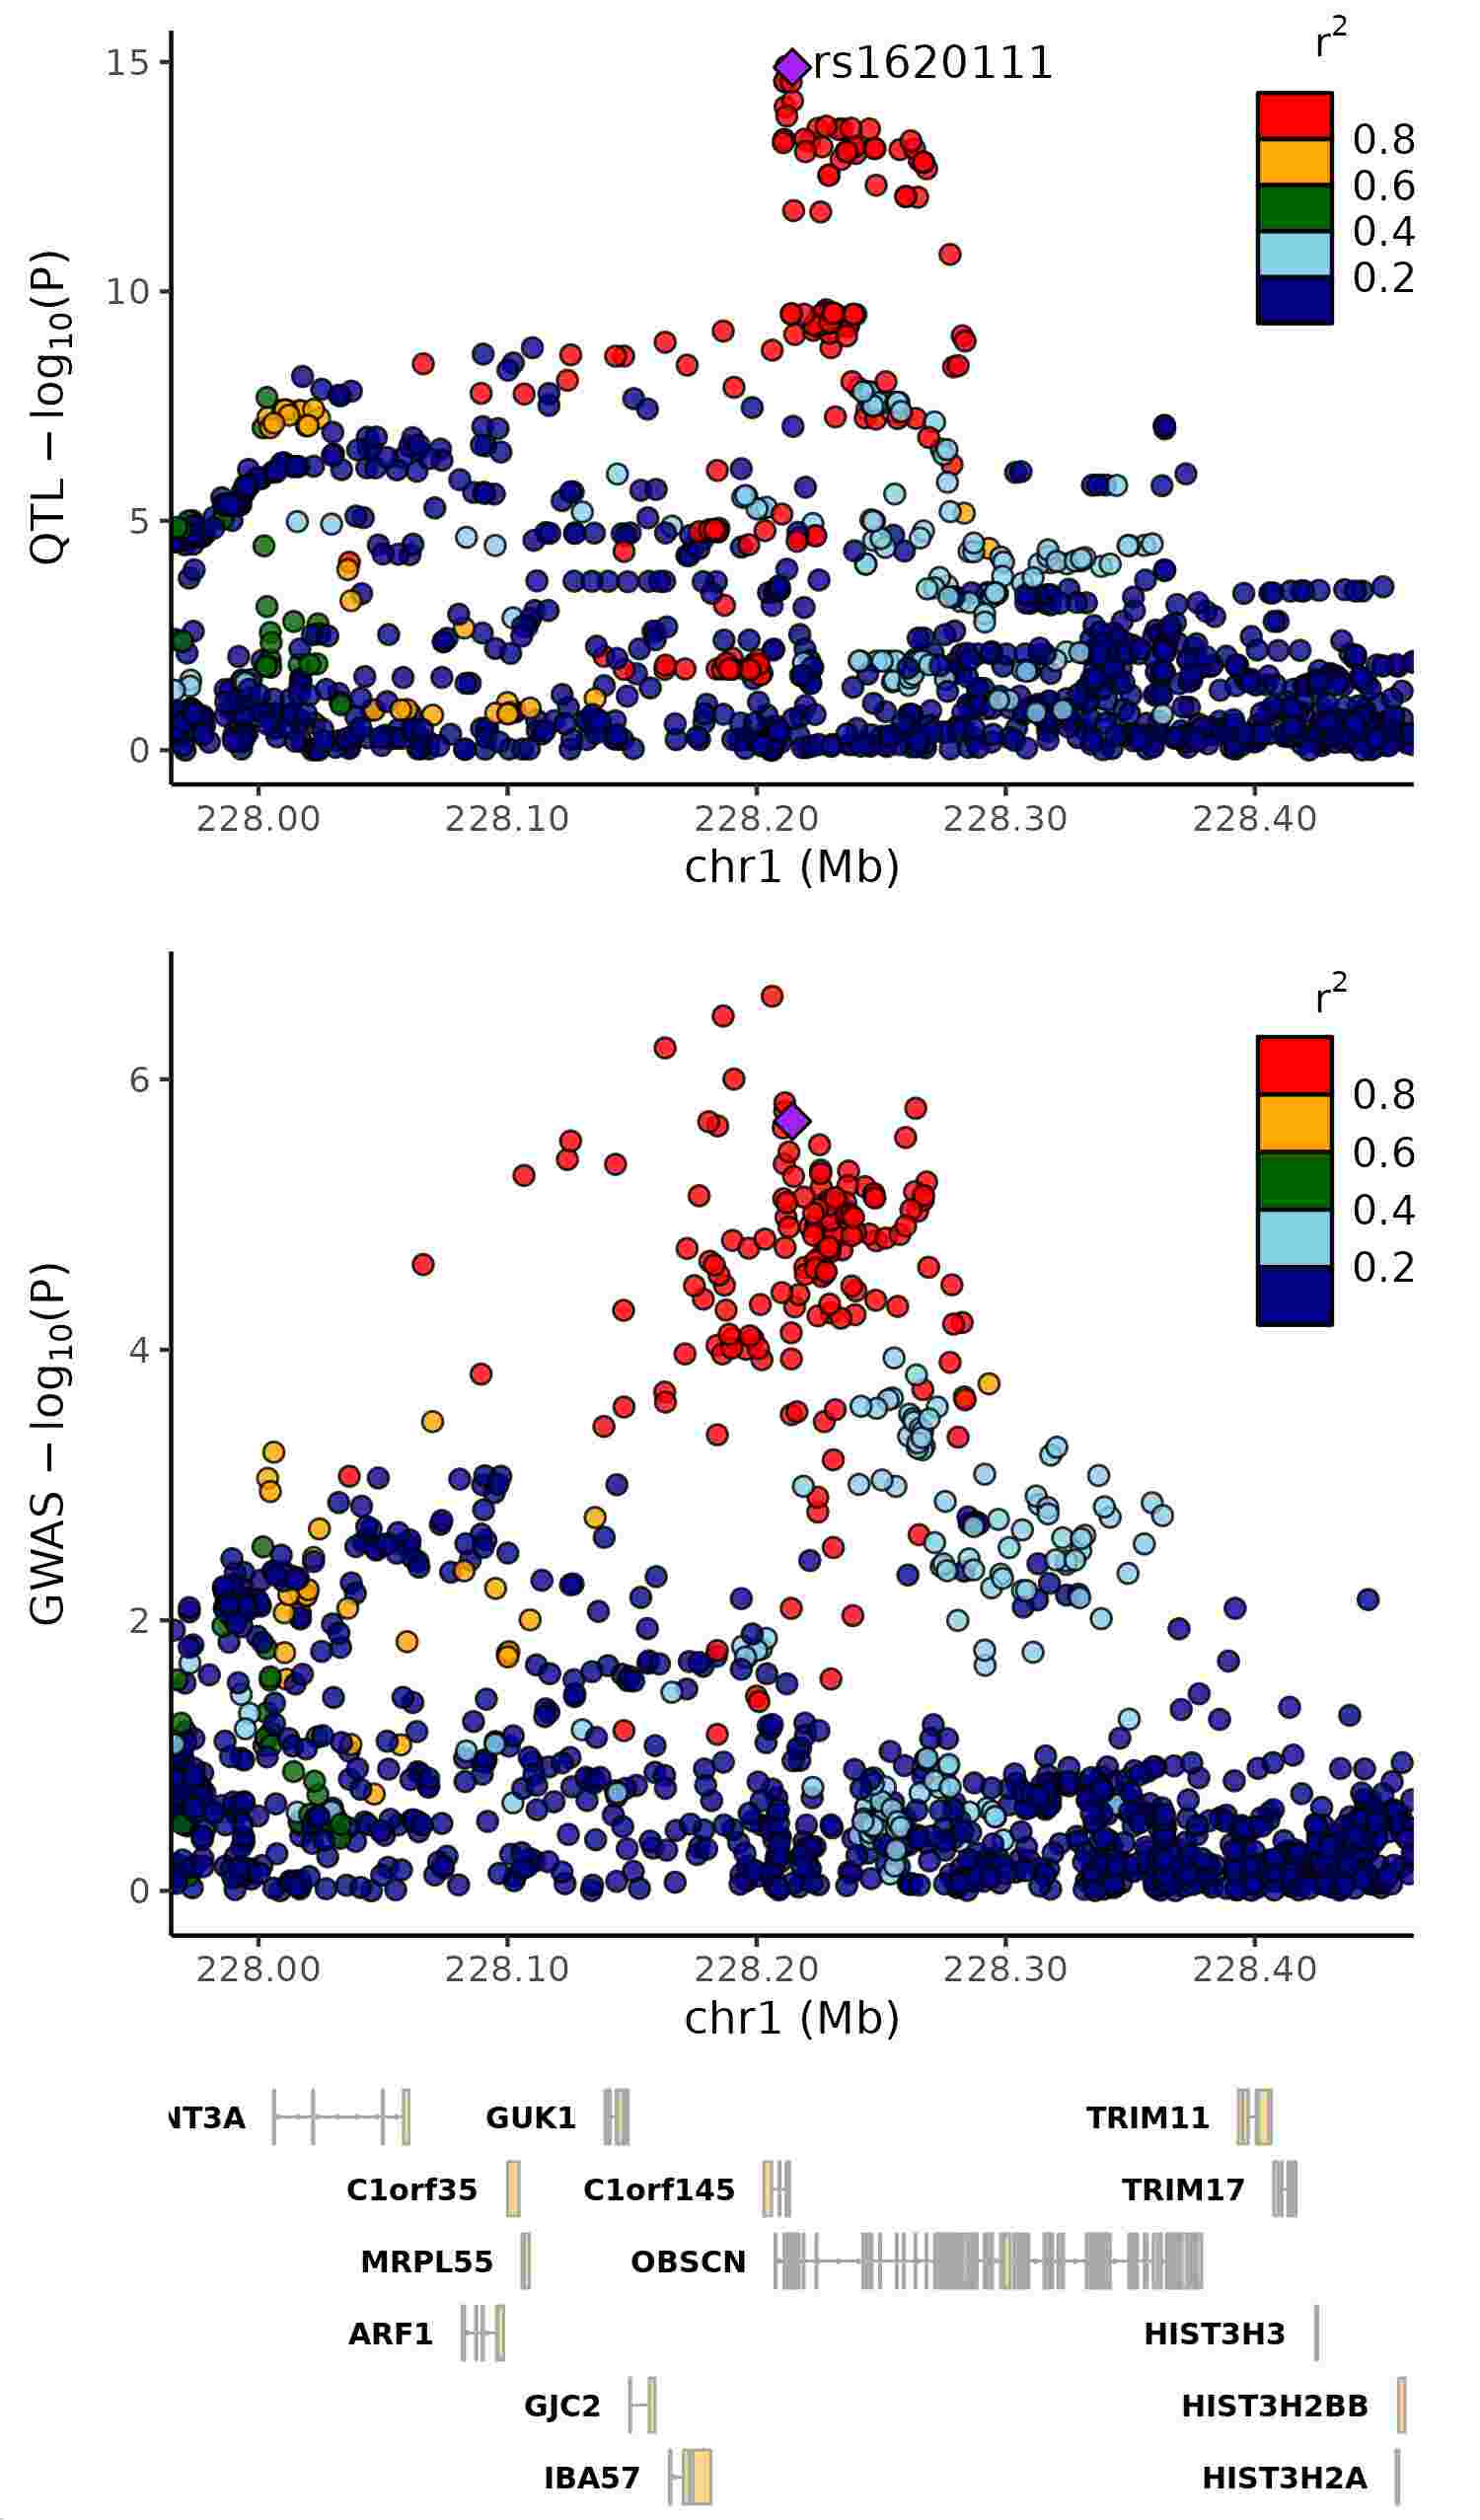 r²
15
rs1620111
0.8
0.6
0.4
0.2
10
5
0
QTL − log₁₀(P)
228.00 228.10 228.20 228.30 228.40
chr1 (Mb)
r²
0.8
0.6
0.4
0.2
6
4
2
0
GWAS − log₁₀(P)
228.00 228.10 228.20 228.30 228.40
chr1 (Mb)
NT3A GUK1 TRIM11
C1orf35 C1orf145 TRIM17
MRPL55 OBSCN
ARF1 HIST3H3
GJC2 HIST3H2BB
IBA57 HIST3H2A